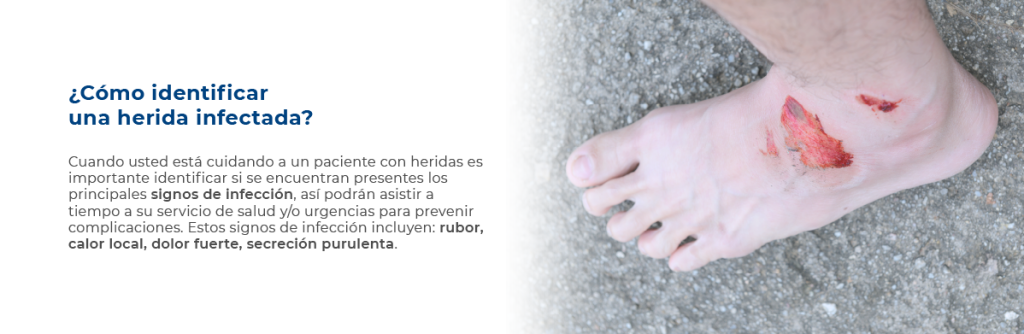 ¿Cómo identificar
una herida infectada?
Cuando usted está cuidando a un paciente con heridas es
importante identificar si se encuentran presentes los
principales signos de infección, así podrán asistir a
tiempo a su servicio de salud y/o urgencias para prevenir
complicaciones. Estos signos de infección incluyen: rubor,
calor local, dolor fuerte, secreción purulenta.